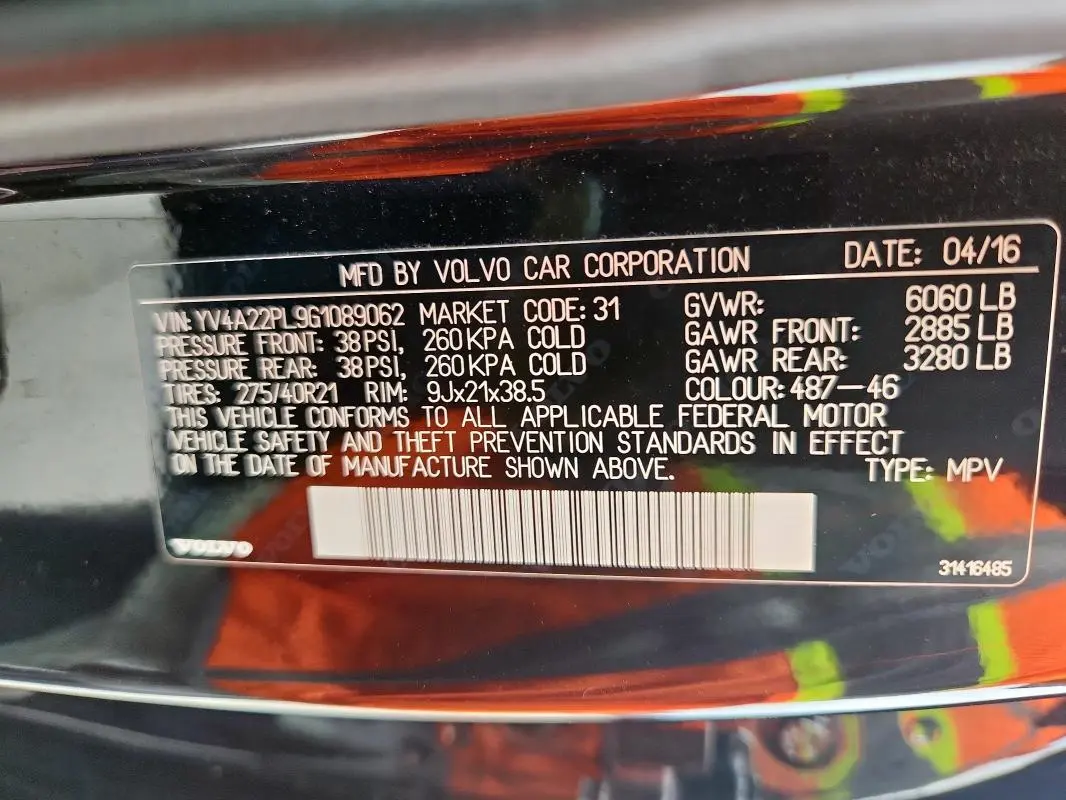 MFD BY VOLVO CAR CORPORATION DATE: 04/16
VIN: YV4A22PL9G1089062 MARKET CODE: 31 GVWR: 6060 LB
PRESSURE FRONT: 38 PSI, 260 KPA COLD GAWR FRONT: 2885 LB
PRESSURE REAR: 38 PSI, 260 KPA COLD GAWR REAR: 3280 LB
TIRES: 275/40R21 RIM: 9Jx21x38.5 COLOUR: 487-46
THIS VEHICLE CONFORMS TO ALL APPLICABLE FEDERAL MOTOR
VEHICLE SAFETY AND THEFT PREVENTION STANDARDS IN EFFECT
ON THE DATE OF MANUFACTURE SHOWN ABOVE. TYPE: MPV
VOLVO 31416485